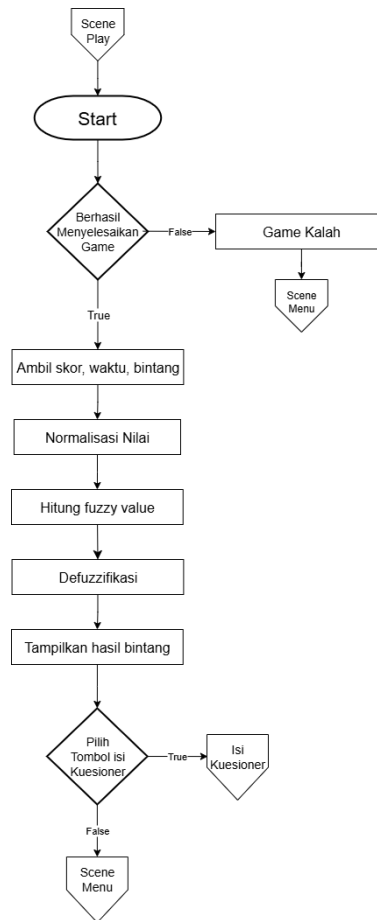 Scene
Play
Start
Berhasil
Menyelesaikan
Game
False
Game Kalah
Scene
Menu
True
Ambil skor, waktu, bintang
Normalisasi Nilai
Hitung fuzzy value
Defuzzifikasi
Tampilkan hasil bintang
Pilih
Tombol isi
Kuesioner
True
Isi
Kuesioner
False
Scene
Menu